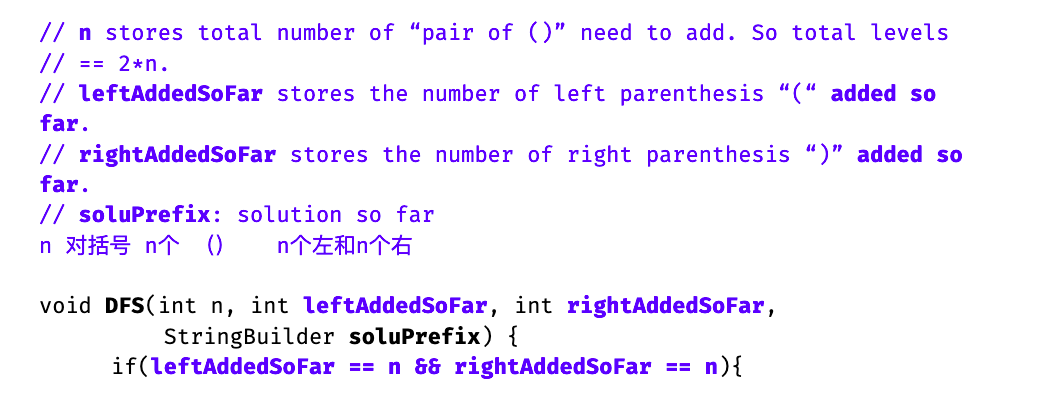 // n stores total number of “pair of ()” need to add. So total levels
// == 2*n.
// leftAddedSoFar stores the number of left parenthesis “(“ added so
far.
// rightAddedSoFar stores the number of right parenthesis “)” added so
far.
// soluPrefix: solution so far
n 对括号 n个 () n个左和n个右
void DFS(int n, int leftAddedSoFar, int rightAddedSoFar,
StringBuilder soluPrefix) {
if(leftAddedSoFar == n && rightAddedSoFar == n){